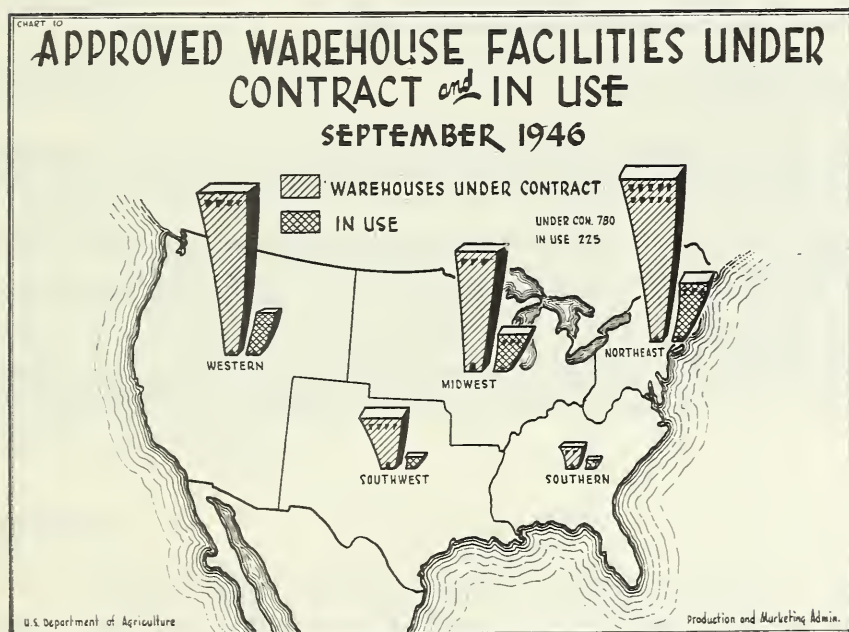 CHART 10
APPROVED WAREHOUSE FACILITIES UNDER
CONTRACT and IN USE
SEPTEMBER 1946
WAREHOUSES UNDER CONTRACT
IN USE
UNDER CON. 780
IN USE 225
WESTERN
MIDWEST
NORTHEAST
SOUTHWEST
SOUTHERN
U.S. Department of Agriculture
Production and Marketing Admin.